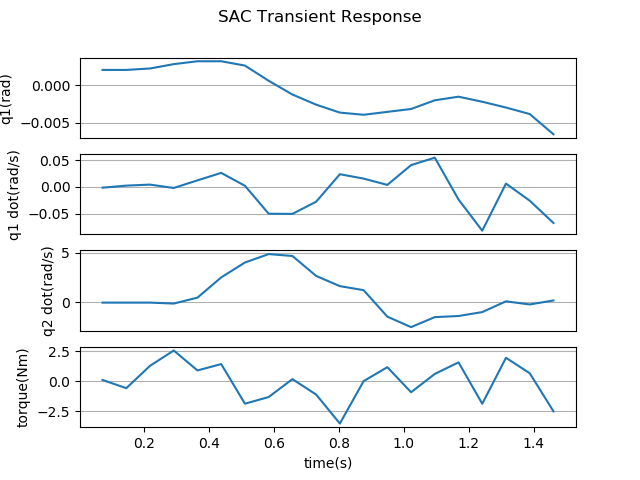 SAC Transient Response
q1(rad)
0.000
−0.005
q1 dot(rad/s)
0.05
0.00
−0.05
q2 dot(rad/s)
5
0
torque(Nm)
2.5
0.0
−2.5
0.2 0.4 0.6 0.8 1.0 1.2 1.4
time(s)